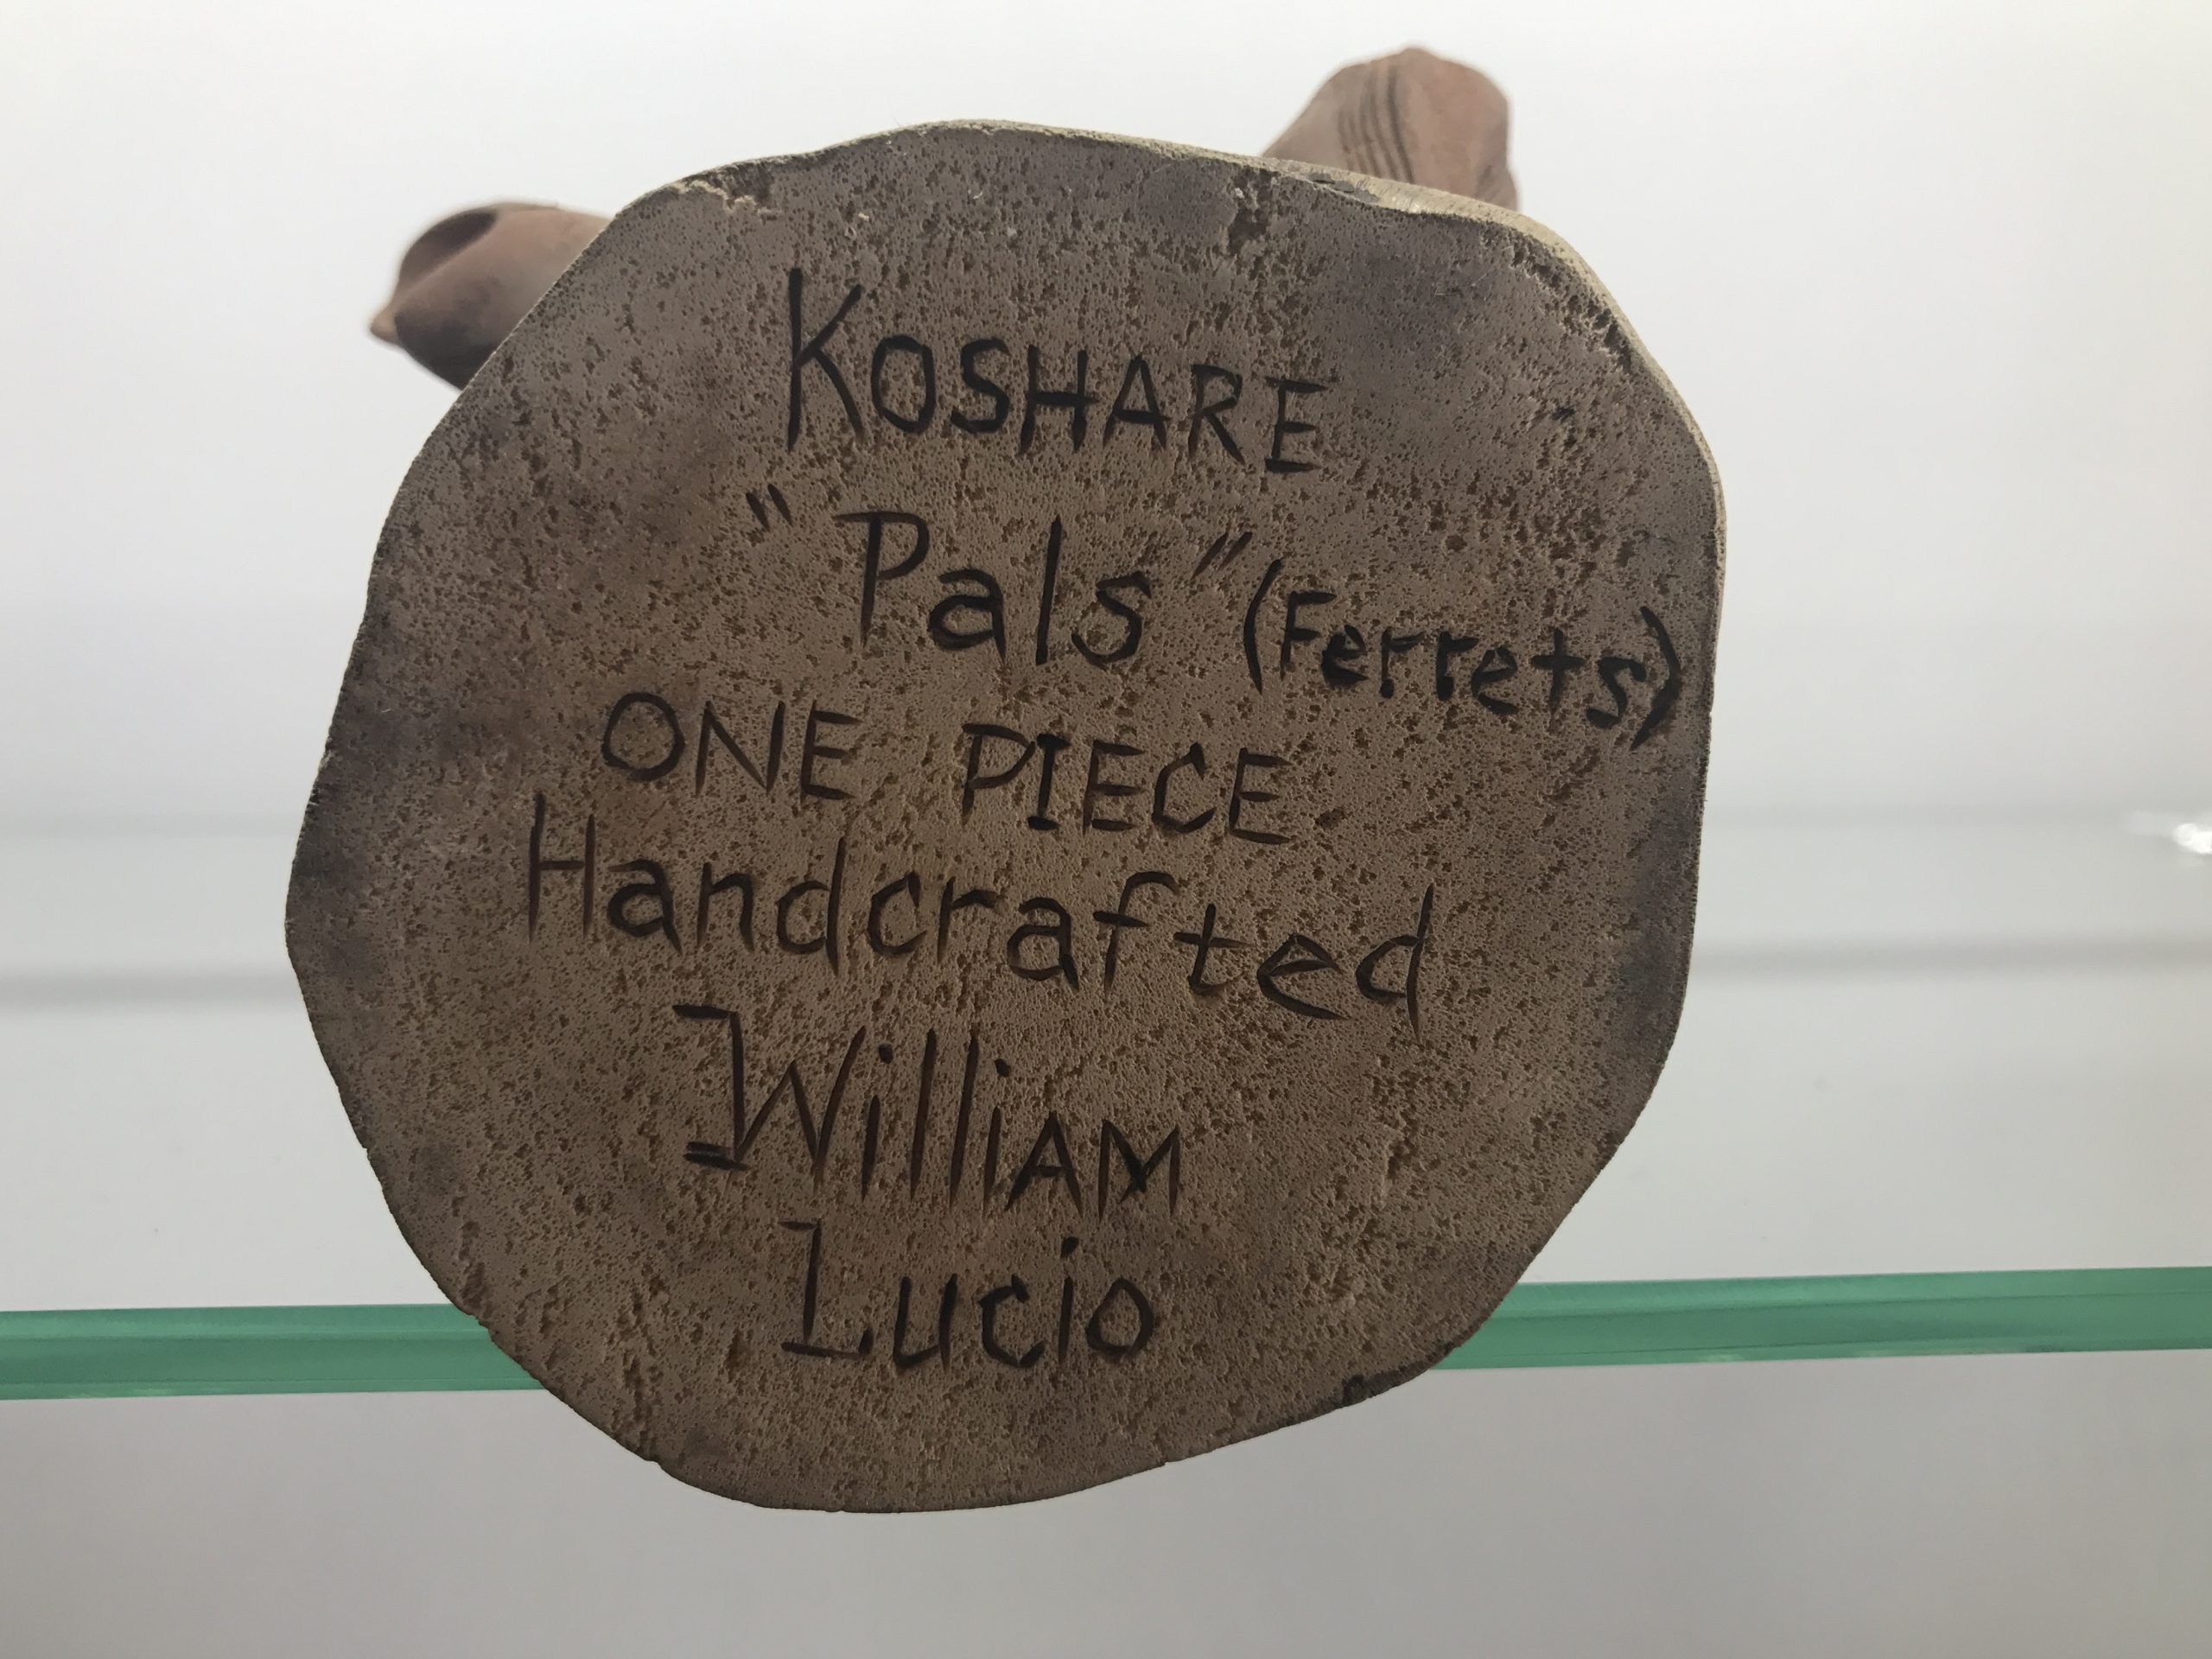 KOSHARE
"Pals" (Ferrets)
ONE PIECE
Handcrafted
WilliAM
Lucio